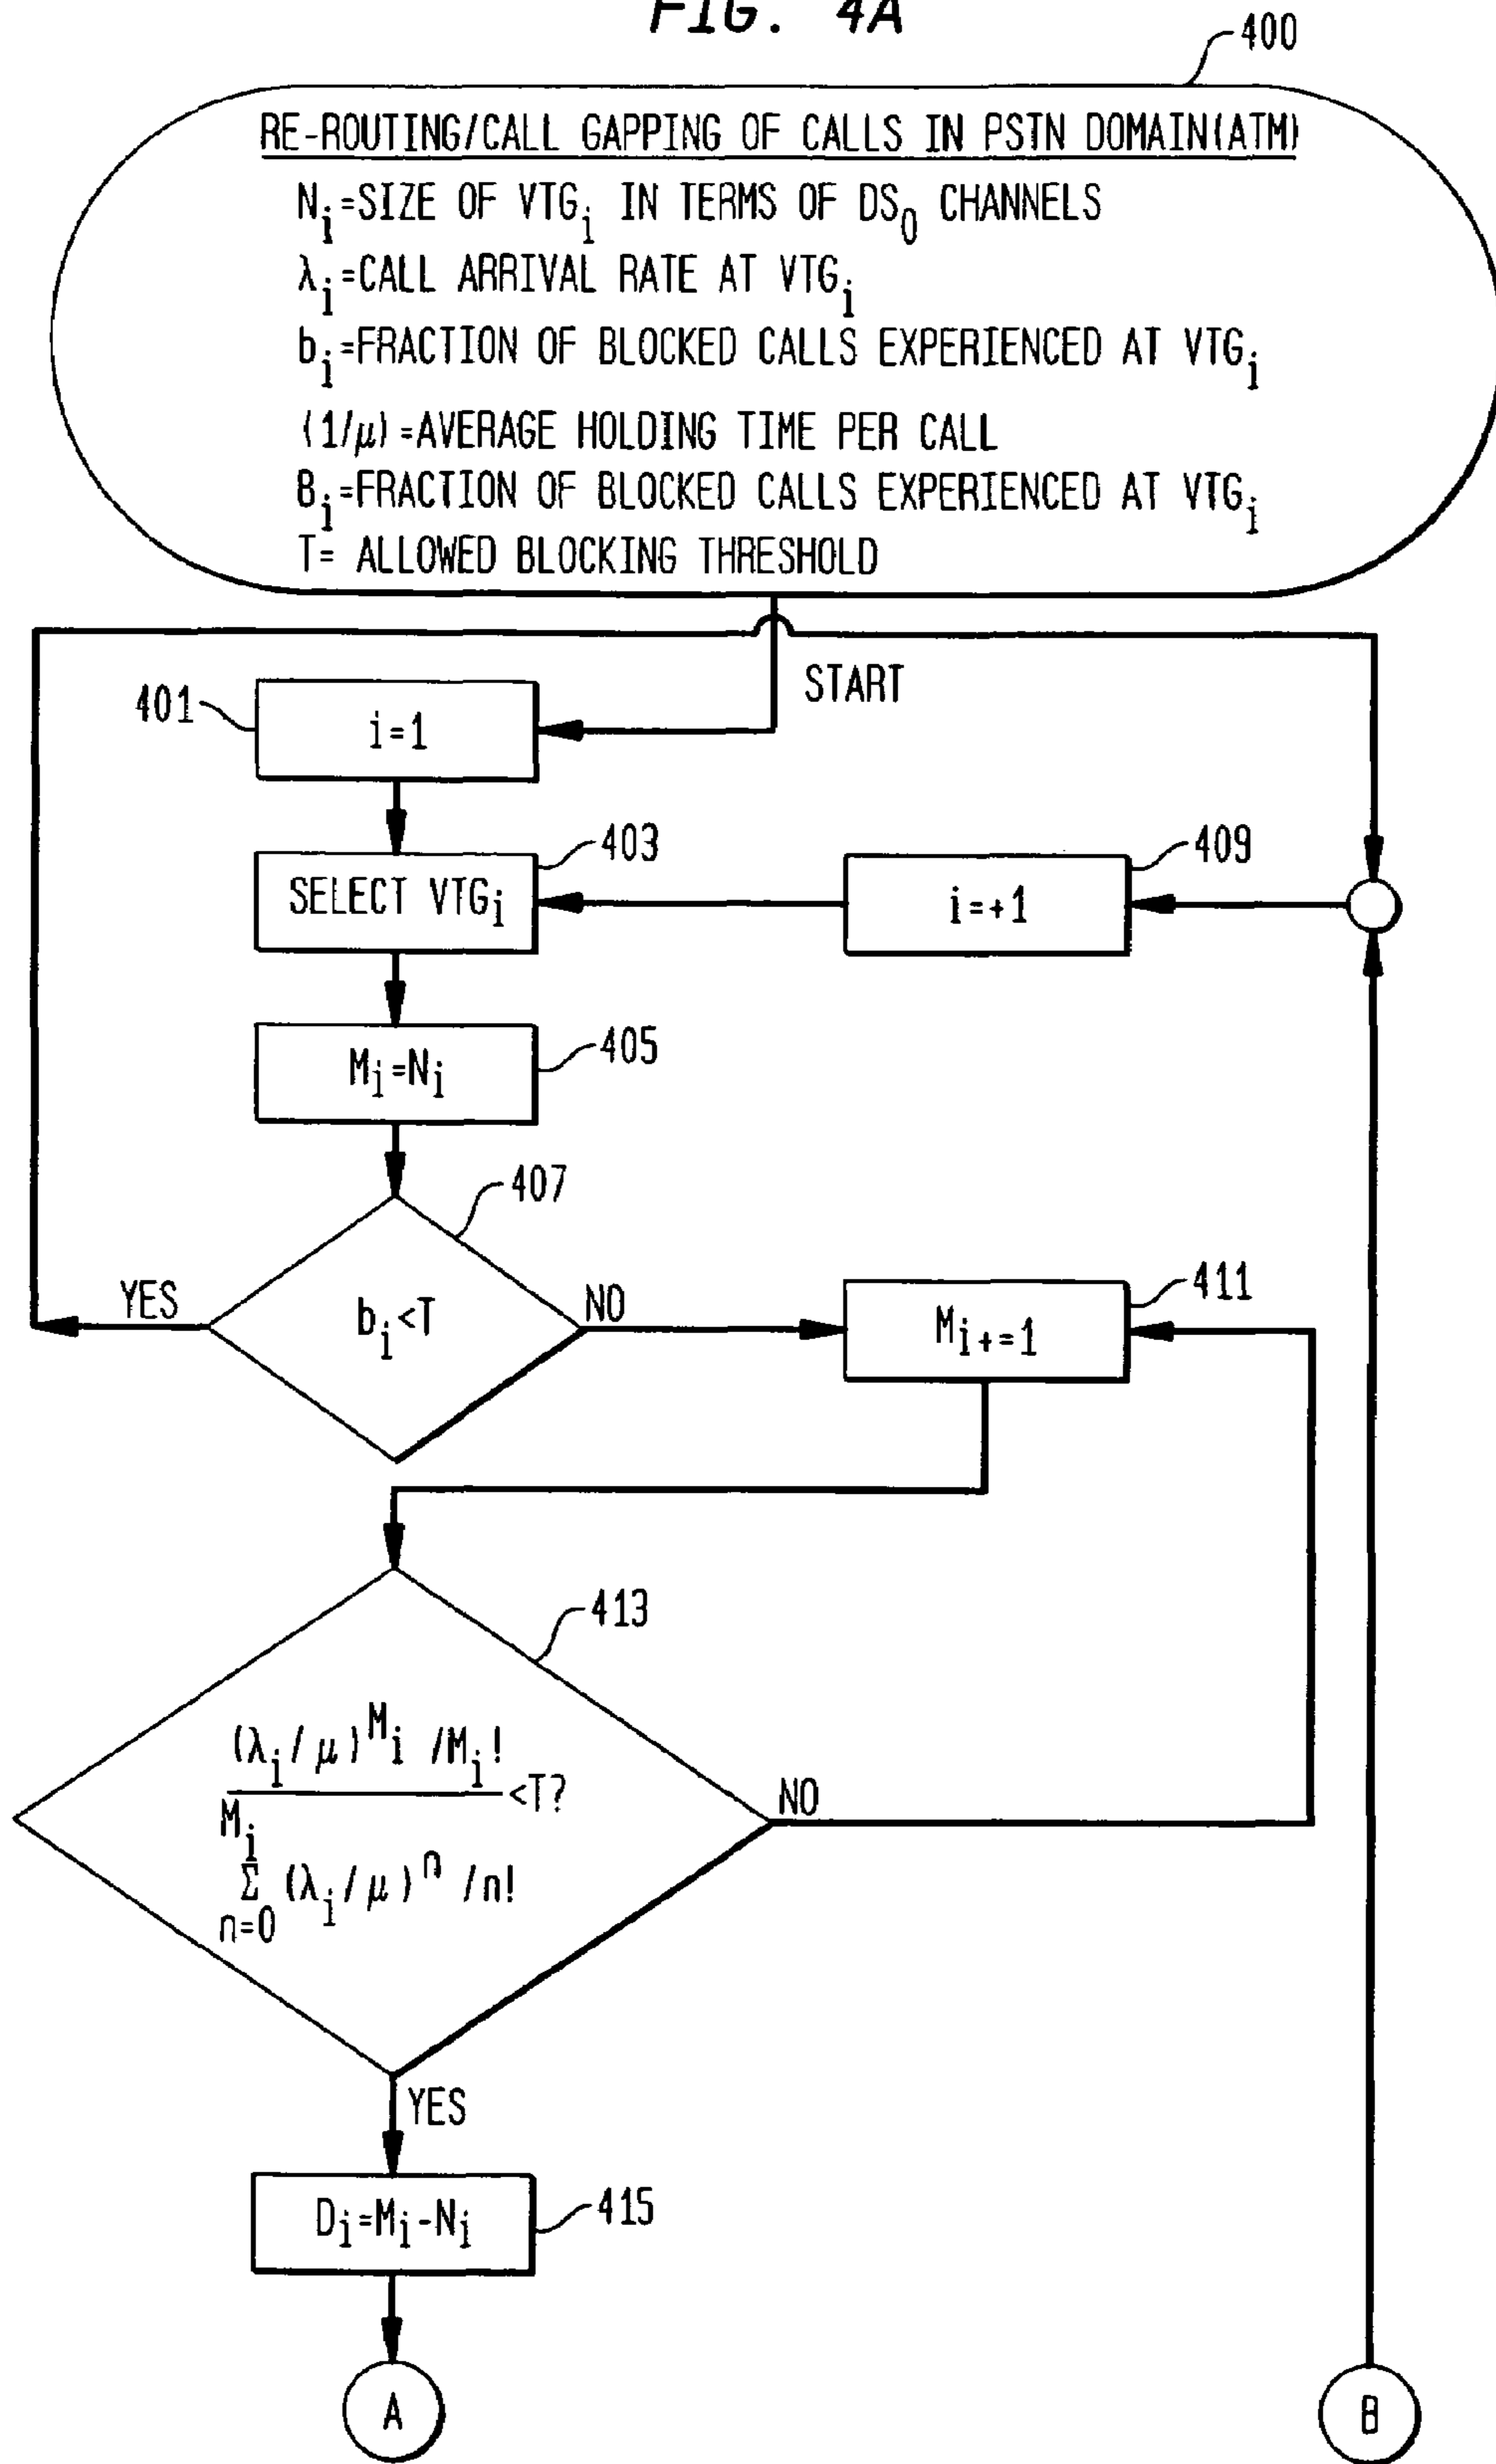 FIG. 4A
400
RE-ROUTING/CALL GAPPING OF CALLS IN PSTN DOMAIN(ATM)
Nᵢ=SIZE OF VTGᵢ IN TERMS OF DS₀ CHANNELS
λᵢ=CALL ARRIVAL RATE AT VTGᵢ
bᵢ=FRACTION OF BLOCKED CALLS EXPERIENCED AT VTGᵢ
(1/μ)=AVERAGE HOLDING TIME PER CALL
Bᵢ=FRACTION OF BLOCKED CALLS EXPERIENCED AT VTGᵢ
T= ALLOWED BLOCKING THRESHOLD
START
401
i=1
403
SELECT VTGᵢ
409
i=+1
405
Mᵢ=Nᵢ
407
YES
bᵢ<T
NO
411
Mᵢ+=1
413
(λᵢ/μ)^Mᵢ /Mᵢ!
<T?
NO
Mᵢ
Σ (λᵢ/μ)ⁿ /n!
n=0
YES
415
Dᵢ=Mᵢ-Nᵢ
A
B